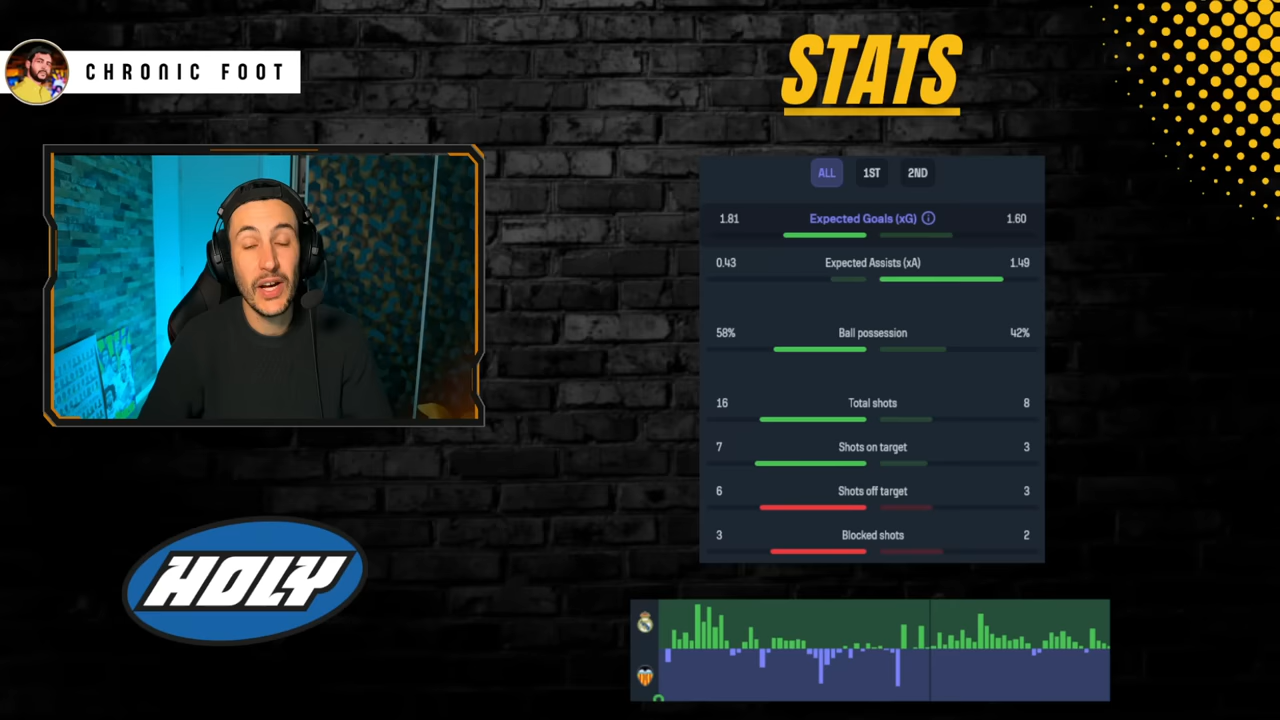 CHRONIC FOOT
STATS
ALL 1ST 2ND
1.81 Expected Goals (xG) 1.60
0.43 Expected Assists (xA) 1.49
58% Ball possession 42%
16 Total shots 8
7 Shots on target 3
6 Shots off target 3
3 Blocked shots 2
HOLY